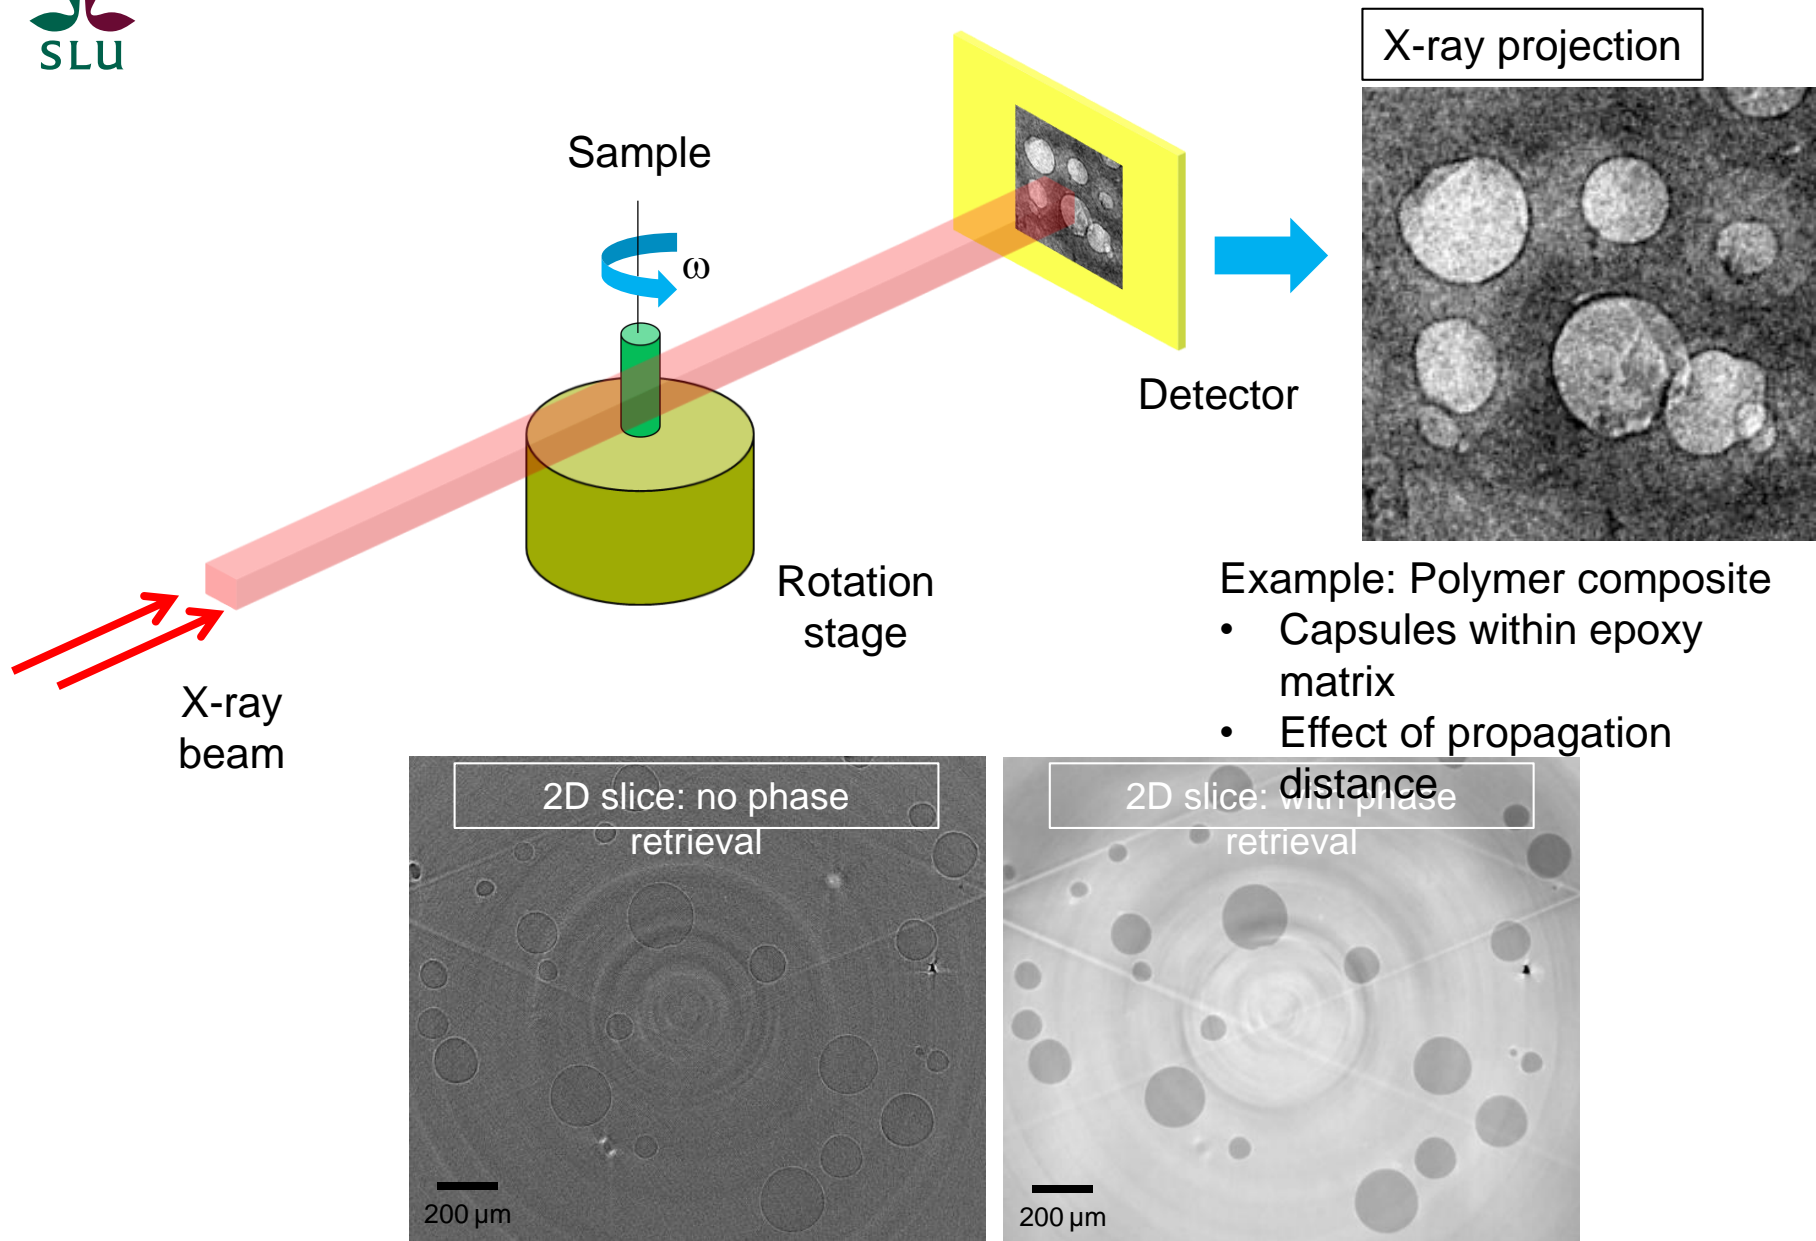 SLU
X-ray projection
Sample
ω
Detector
Rotation
stage
X-ray
beam
Example: Polymer composite
• Capsules within epoxy
matrix
• Effect of propagation
distance
2D slice: no phase
retrieval
2D slice: with phase
retrieval
200 µm
200 µm